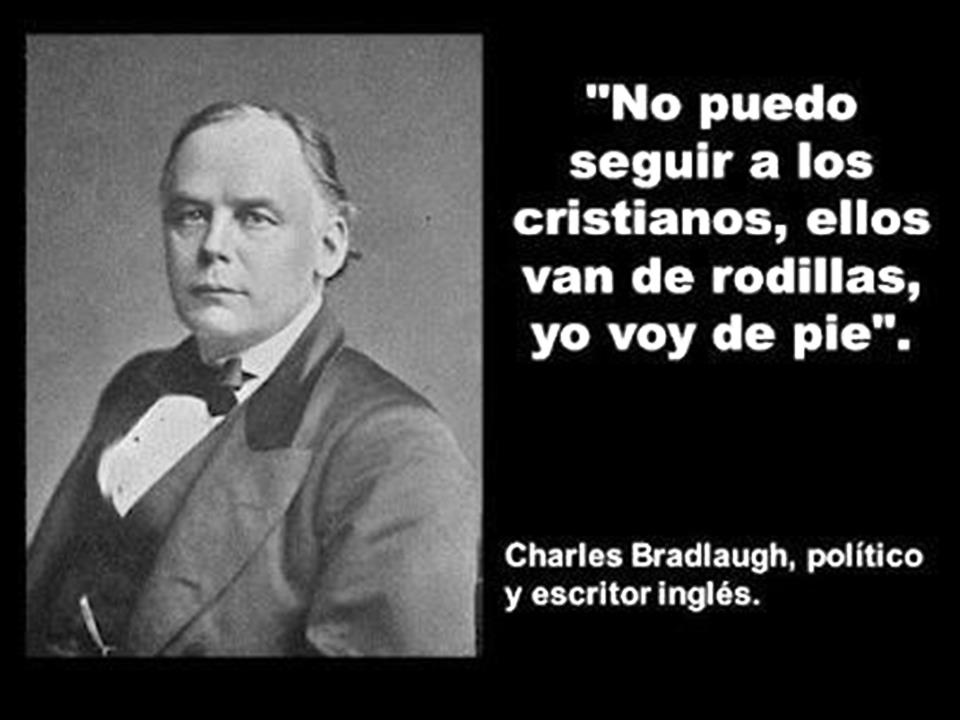 "No puedo
seguir a los
cristianos, ellos
van de rodillas,
yo voy de pie".
Charles Bradlaugh, político
y escritor inglés.